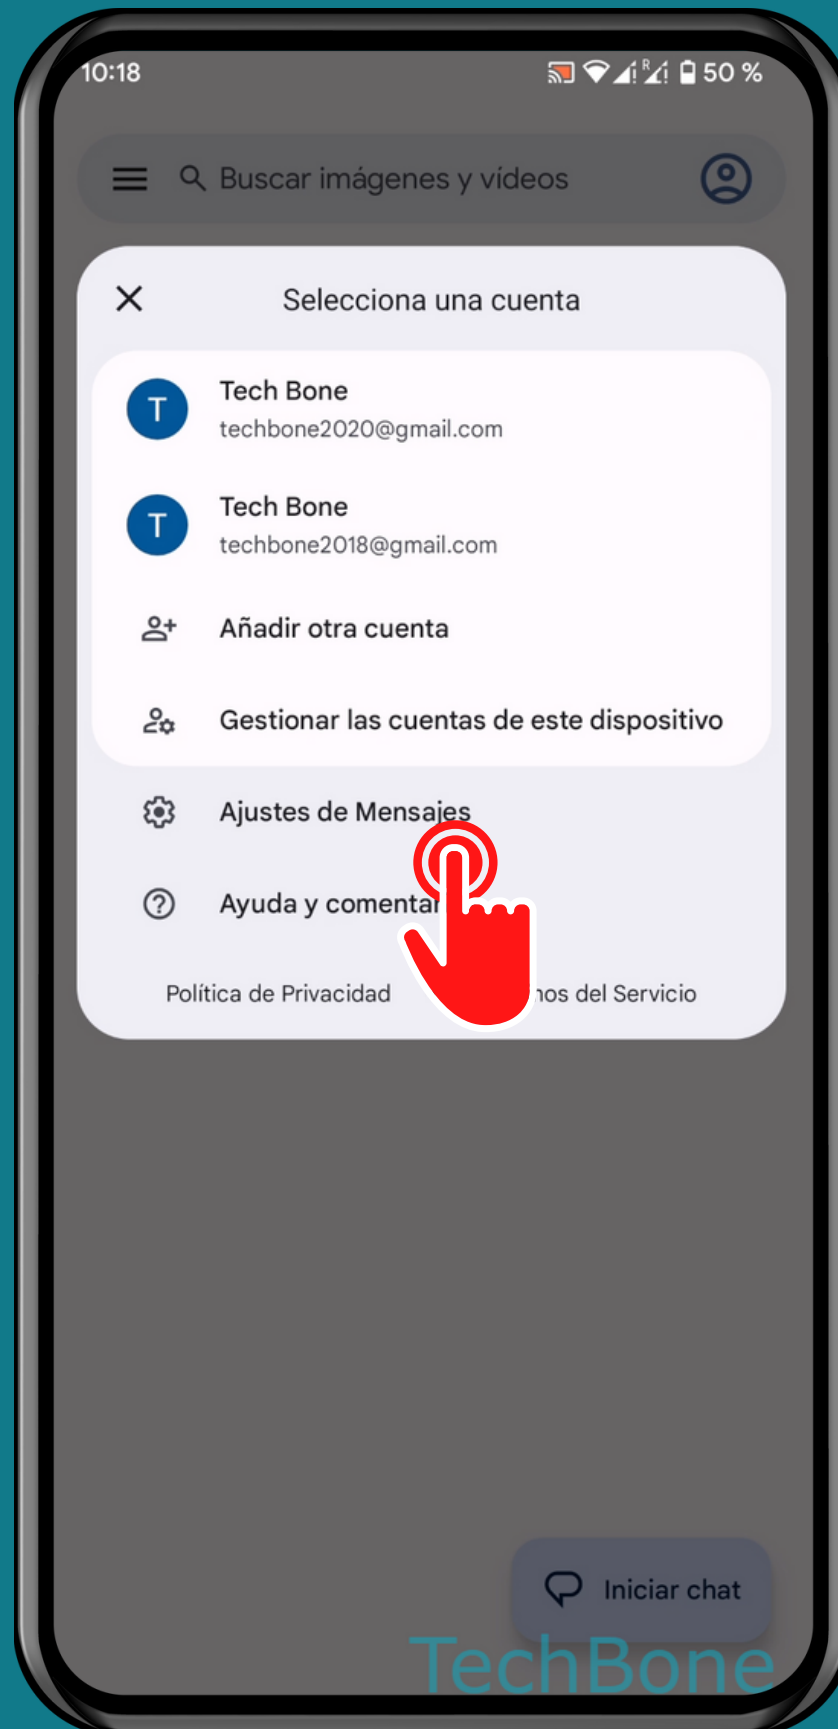 10:18
R
50 %
Buscar imágenes y vídeos
Selecciona una cuenta
T
Tech Bone
techbone2020@gmail.com
T
Tech Bone
techbone2018@gmail.com
Añadir otra cuenta
Gestionar las cuentas de este dispositivo
Ajustes de Mensajes
Ayuda y
Política de Privacidad
del Servicio
Iniciar chat
TechBone